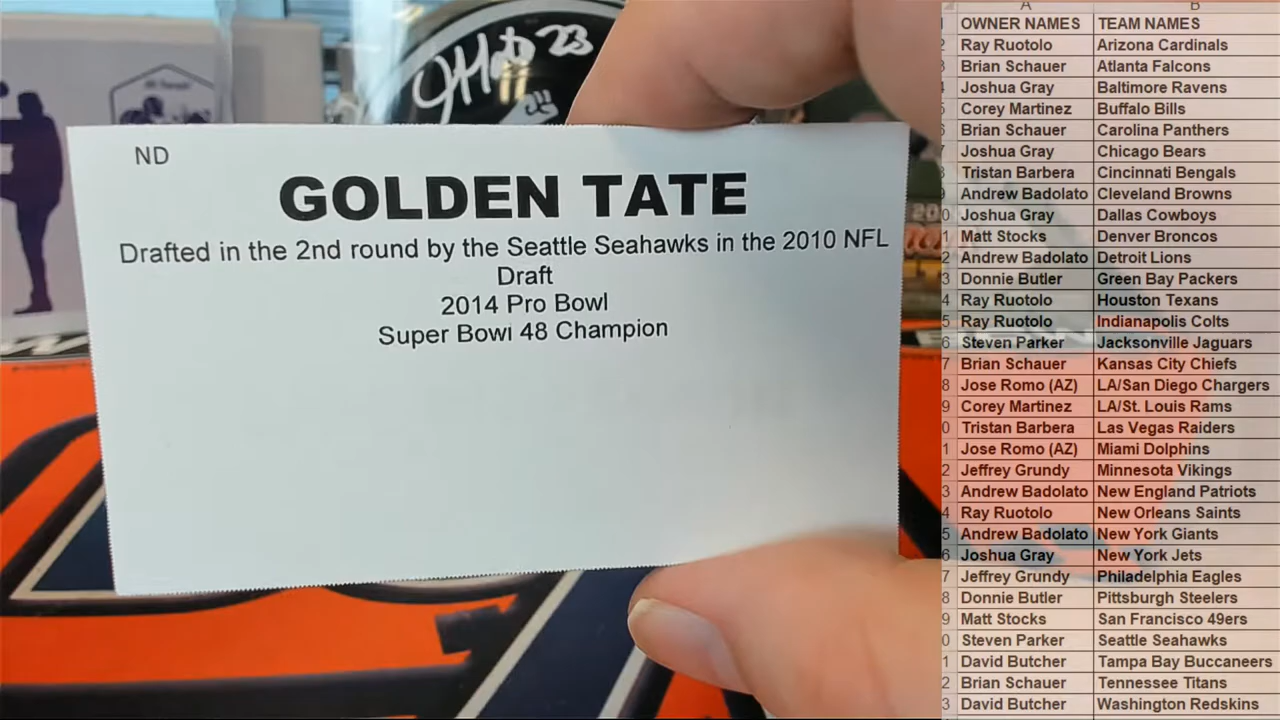 A B
OWNER NAMES TEAM NAMES
Ray Ruotolo Arizona Cardinals
Brian Schauer Atlanta Falcons
Joshua Gray Baltimore Ravens
Corey Martinez Buffalo Bills
Brian Schauer Carolina Panthers
Joshua Gray Chicago Bears
Tristan Barbera Cincinnati Bengals
Andrew Badolato Cleveland Browns
Joshua Gray Dallas Cowboys
Matt Stocks Denver Broncos
Andrew Badolato Detroit Lions
Donnie Butler Green Bay Packers
Ray Ruotolo Houston Texans
Ray Ruotolo Indianapolis Colts
Steven Parker Jacksonville Jaguars
Brian Schauer Kansas City Chiefs
Jose Romo (AZ) LA/San Diego Chargers
Corey Martinez LA/St. Louis Rams
Tristan Barbera Las Vegas Raiders
Jose Romo (AZ) Miami Dolphins
Jeffrey Grundy Minnesota Vikings
Andrew Badolato New England Patriots
Ray Ruotolo New Orleans Saints
Andrew Badolato New York Giants
Joshua Gray New York Jets
Jeffrey Grundy Philadelphia Eagles
Donnie Butler Pittsburgh Steelers
Matt Stocks San Francisco 49ers
Steven Parker Seattle Seahawks
David Butcher Tampa Bay Buccaneers
Brian Schauer Tennessee Titans
David Butcher Washington Redskins
23
ND
GOLDEN TATE
Drafted in the 2nd round by the Seattle Seahawks in the 2010 NFL
Draft
2014 Pro Bowl
Super Bowl 48 Champion